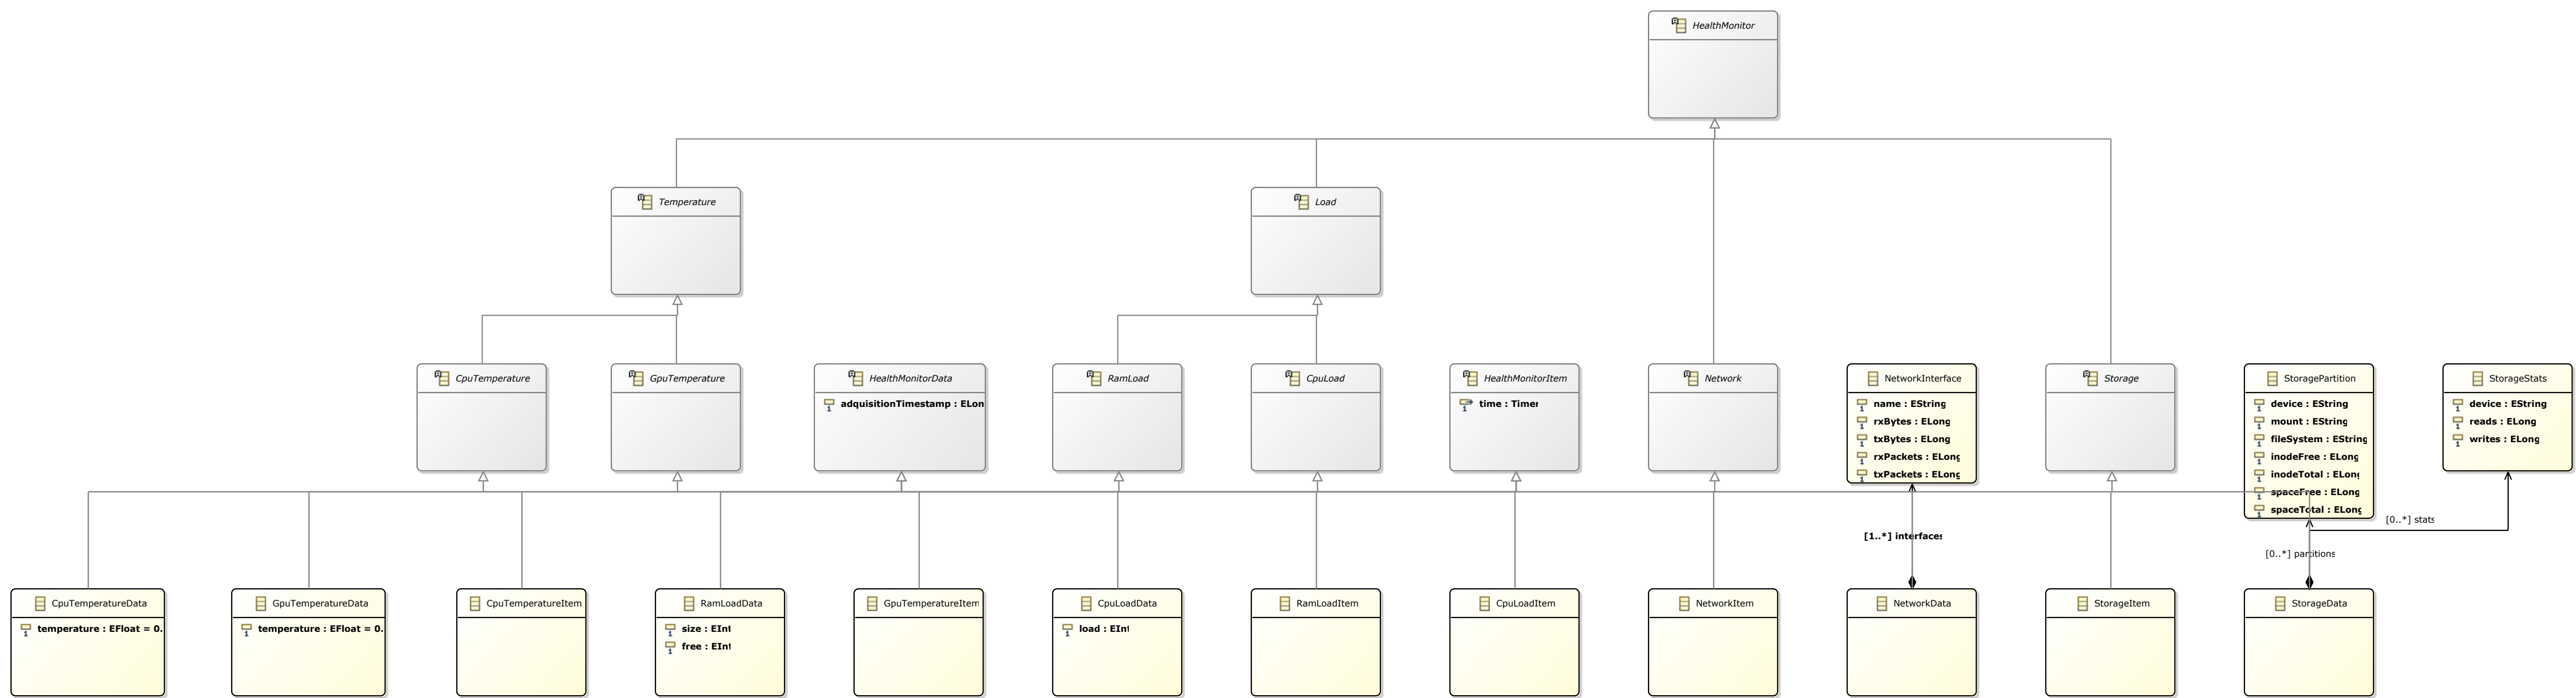 HealthMonitor
Temperature
Load
CpuTemperature
GpuTemperature
HealthMonitorData
adquisitionTimestamp : ELon
RamLoad
CpuLoad
HealthMonitorItem
time : Timer
Network
NetworkInterface
name : EString
rxBytes : ELong
txBytes : ELong
rxPackets : ELong
txPackets : ELong
Storage
StoragePartition
device : EString
mount : EString
fileSystem : EString
inodeFree : ELong
inodeTotal : ELong
spaceFree : ELong
spaceTotal : ELong
StorageStats
device : EString
reads : ELong
writes : ELong
[0..*] stats
[1..*] interfaces
[0..*] partitions
CpuTemperatureData
temperature : EFloat = 0.
GpuTemperatureData
temperature : EFloat = 0.
CpuTemperatureItem
RamLoadData
size : EInt
free : EInt
GpuTemperatureItem
CpuLoadData
load : EInt
RamLoadItem
CpuLoadItem
NetworkItem
NetworkData
StorageItem
StorageData